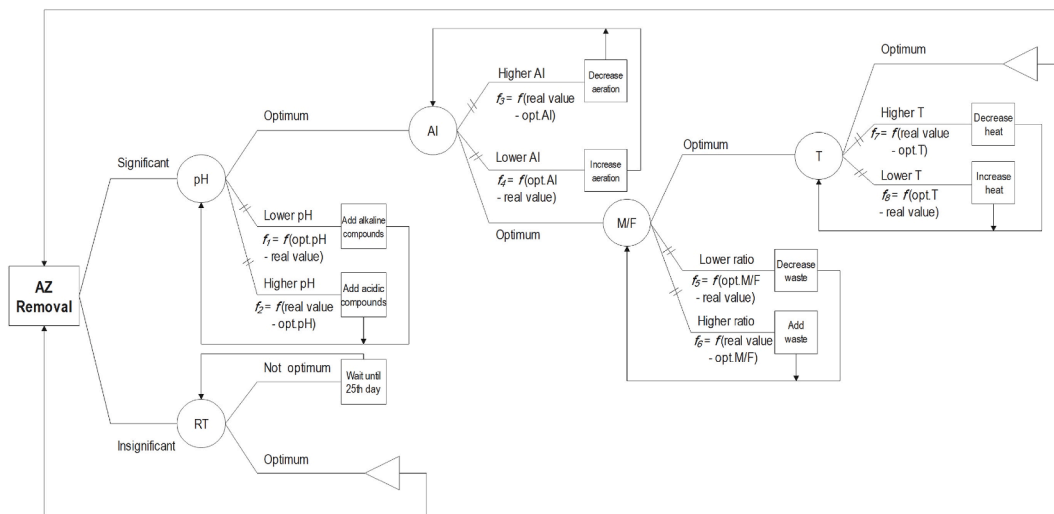 AZ
Removal
Significant
Insignificant
pH
Optimum
Lower pH
f1 = f(opt.pH
- real value)
Add alkaline
compounds
Higher pH
f2 = f(real value
- opt.pH)
Add acidic
compounds
RT
Not optimum
Wait until
25th day
Optimum
AI
Higher AI
f3 = f(real value
- opt.AI)
Decrease
aeration
Lower AI
f4 = f(opt.AI
- real value)
Increase
aeration
Optimum
M/F
Optimum
Lower ratio
f5 = f(opt.M/F
- real value)
Decrease
waste
Higher ratio
f6 = f(real value
- opt.M/F)
Add
waste
T
Optimum
Higher T
f7 = f(real value
- opt.T)
Decrease
heat
Lower T
f8 = f(opt.T
- real value)
Increase
heat